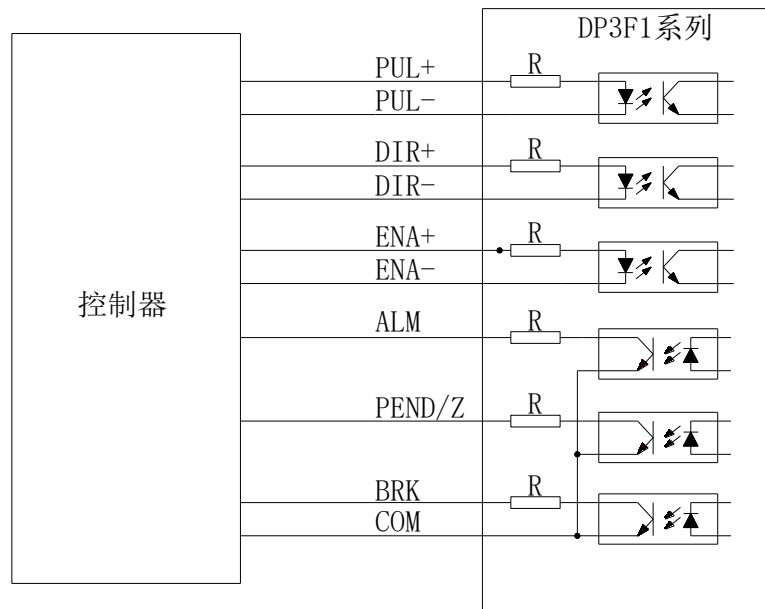 DP3F1系列
PUL+
R
PUL-
DIR+
R
DIR-
ENA+
R
ENA-
控制器
ALM
R
PEND/Z
R
BRK
R
COM